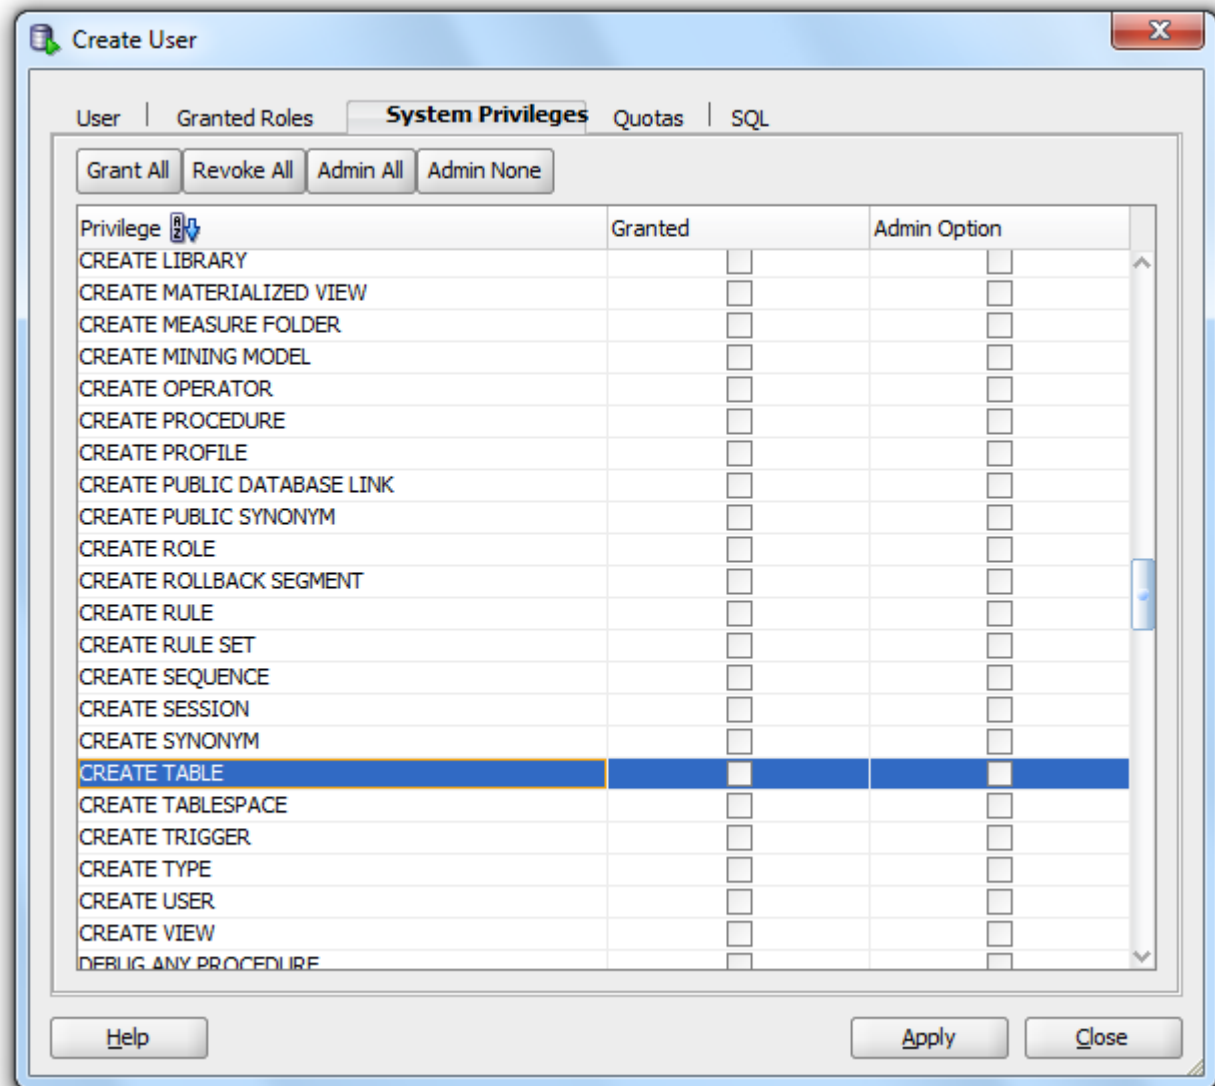 Create User
User Granted Roles System Privileges Quotas SQL
Grant All Revoke All Admin All Admin None
Privilege Granted Admin Option
CREATE LIBRARY
CREATE MATERIALIZED VIEW
CREATE MEASURE FOLDER
CREATE MINING MODEL
CREATE OPERATOR
CREATE PROCEDURE
CREATE PROFILE
CREATE PUBLIC DATABASE LINK
CREATE PUBLIC SYNONYM
CREATE ROLE
CREATE ROLLBACK SEGMENT
CREATE RULE
CREATE RULE SET
CREATE SEQUENCE
CREATE SESSION
CREATE SYNONYM
CREATE TABLE
CREATE TABLESPACE
CREATE TRIGGER
CREATE TYPE
CREATE USER
CREATE VIEW
DEBUG ANY PROCEDURE
Help Apply Close